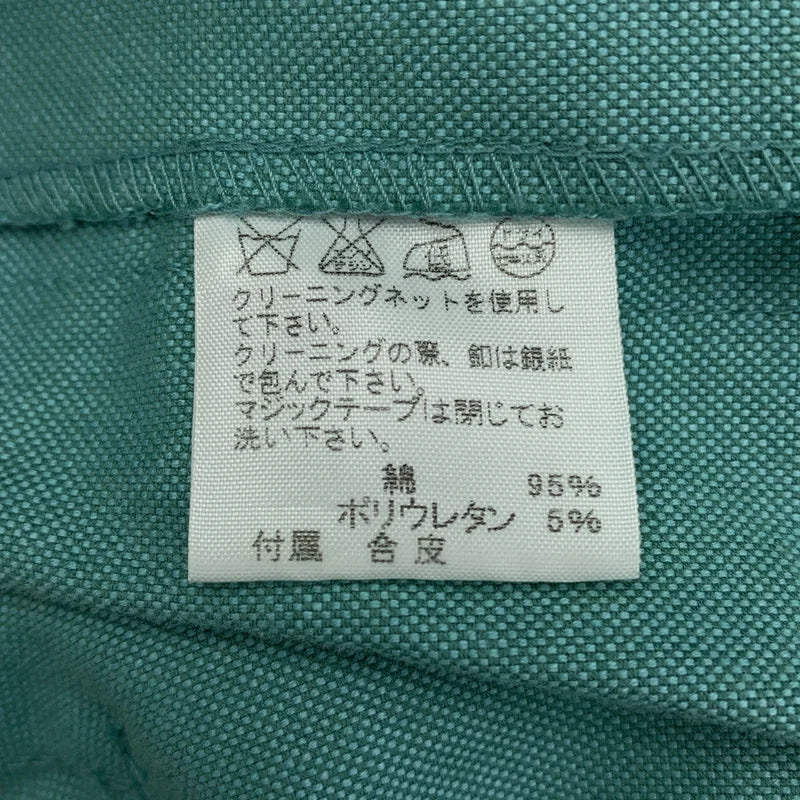 低
クリーニングネットを使用し
て下さい。
クリーニングの際、釦は銀紙
で包んで下さい。
マジックテープは閉じてお
洗い下さい。
綿 95%
ポリウレタン 5%
付属 合皮